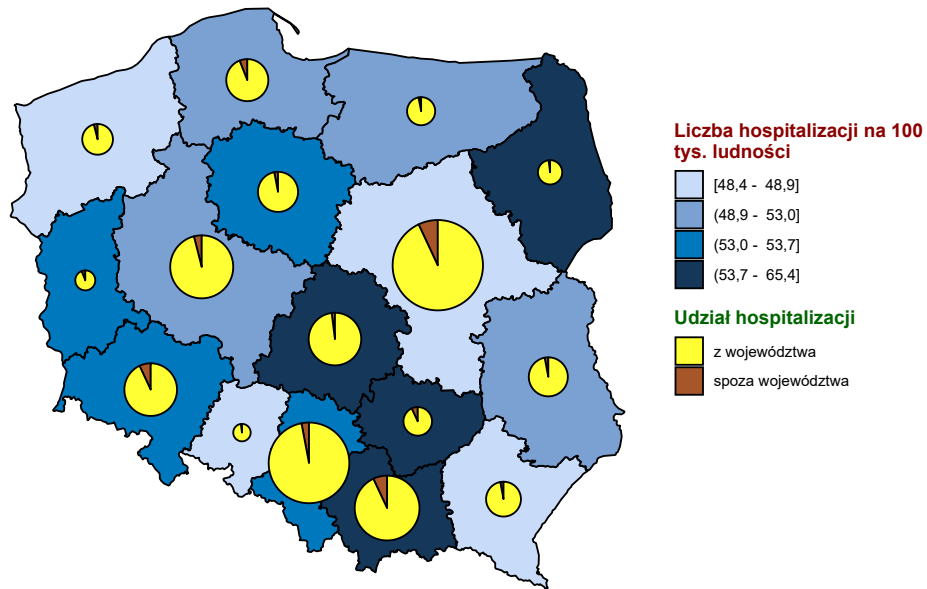 Liczba hospitalizacji na 100
tys. ludności
[48,4 - 48,9]
(48,9 - 53,0]
(53,0 - 53,7]
(53,7 - 65,4]
Udział hospitalizacji
z województwa
spoza województwa